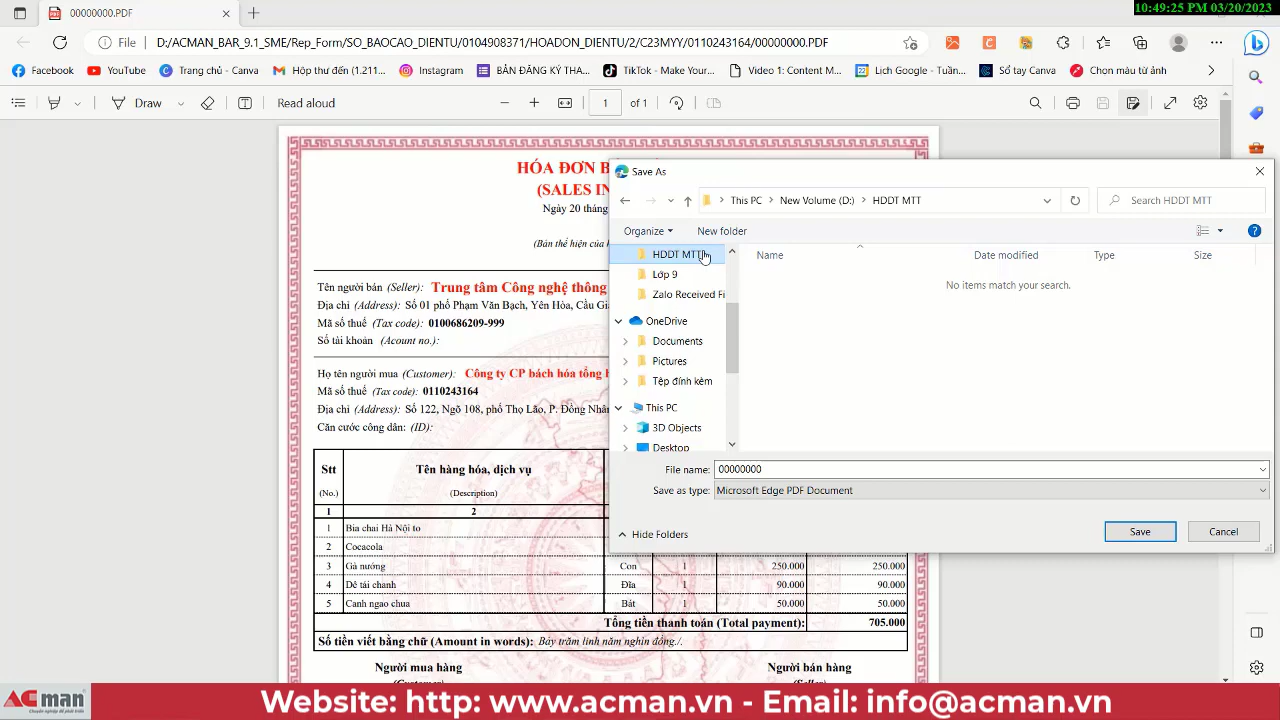 10:49:25 PM 03/20/2023
00000000.PDF
File D:/ACMAN_BAR_9.1_SME/Rep_Form/SO_BAOCAO_DIENTU/0104908371/HOADON_DIENTU/2/C23MYY/0110243164/00000000.PDF
Facebook YouTube Trang chủ - Canva Hộp thư đến (1.211... Instagram BẢN ĐĂNG KÝ THA... TikTok - Make Your... Video 1: Content M... Lịch Google - Tuần... Sổ tay Canva Chọn màu từ ảnh
Draw Read aloud 1 of 1
HÓA ĐƠN B
(SALES IN
Ngày 20 tháng
(Bản thể hiện của h
Tên người bán (Seller): Trung tâm Công nghệ thông
Địa chỉ (Address): Số 01 phố Phạm Văn Bạch, Yên Hòa, Cầu Giấ
Mã số thuế (Tax code): 0100686209-999
Số tài khoản (Acount no.):
Họ tên người mua (Customer): Công ty CP bách hóa tổng h
Mã số thuế (Tax code): 0110243164
Địa chỉ (Address): Số 122, Ngõ 108, phố Thọ Lão, P. Đồng Nhân
Căn cước công dân: (ID):
Stt Tên hàng hóa, dịch vụ
(No.) (Description)
1 2
1 Bia chai Hà Nội to
2 Cocacola
3 Gà nướng Con 1 250.000 250.000
4 Dê tái chanh Đĩa 1 90.000 90.000
5 Canh ngao chua Bát 1 50.000 50.000
Tổng tiền thanh toán (Total payment): 705.000
Số tiền viết bằng chữ (Amount in words): Bảy trăm linh năm nghìn đồng./.
Người mua hàng Người bán hàng
Save As
This PC New Volume (D:) HDDT MTT Search HDDT MTT
Organize New folder
Name Date modified Type Size
No items match your search.
HDDT MTT
Lớp 9
Zalo Received Fi
OneDrive
Documents
Pictures
Tệp đính kèm
This PC
3D Objects
Desktop
File name: 00000000
Save as type: Microsoft Edge PDF Document
Hide Folders Save Cancel
ACman
Chuyên nghiệp để phát triển
Website: http: www.acman.vn - Email: info@acman.vn